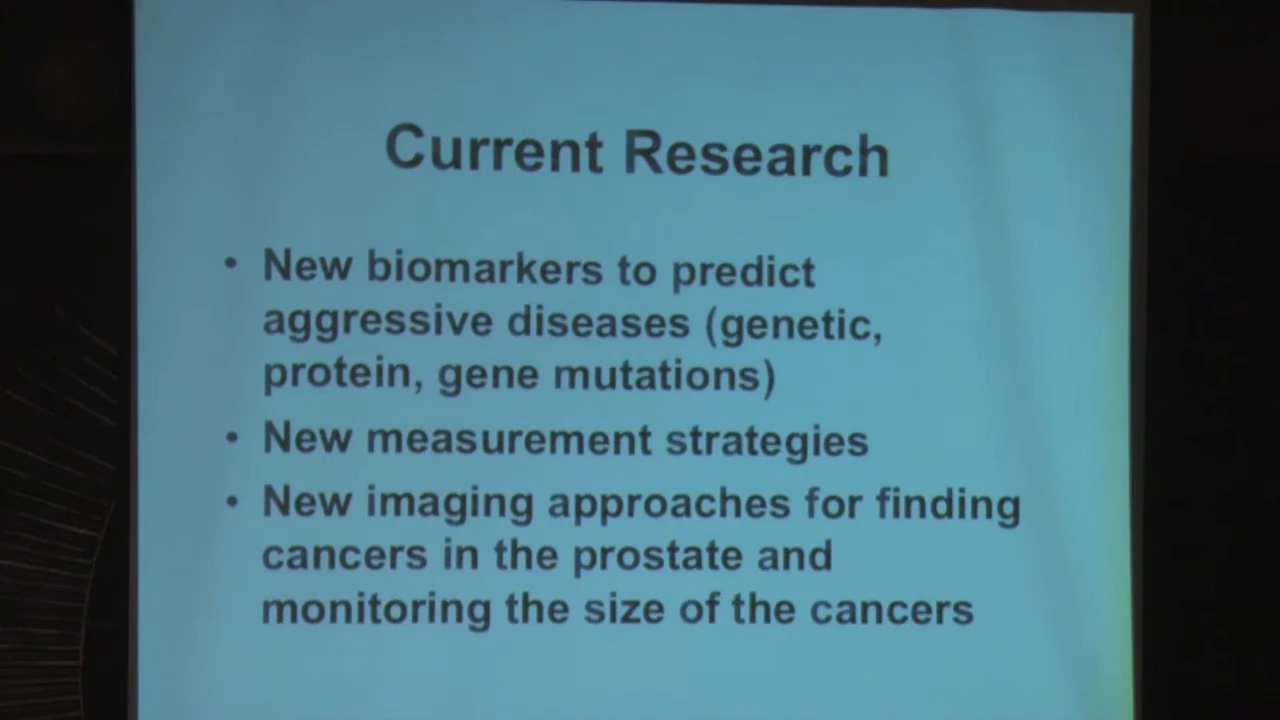 Current Research
• New biomarkers to predict
aggressive diseases (genetic,
protein, gene mutations)
• New measurement strategies
• New imaging approaches for finding
cancers in the prostate and
monitoring the size of the cancers